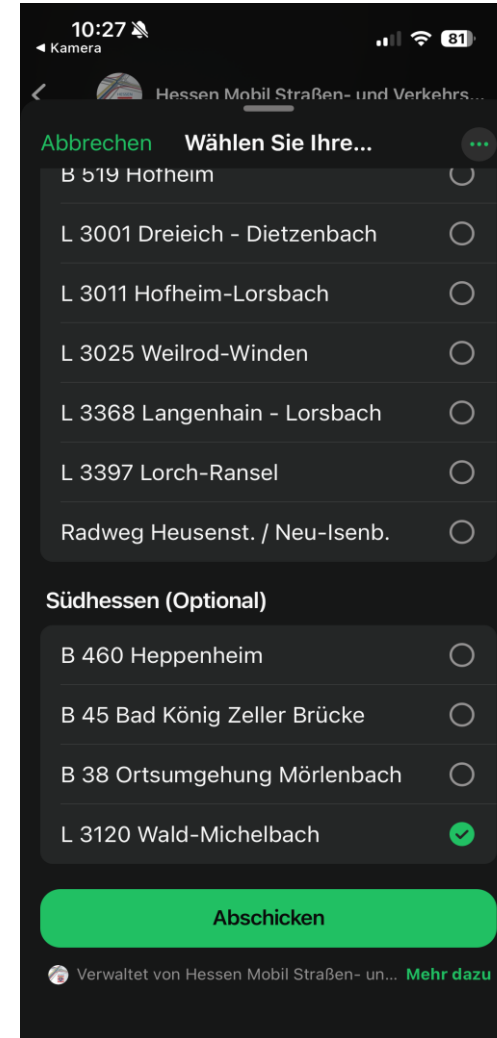 10:27
81
◀ Kamera
Hessen Mobil Straßen- und Verkehrs...
Abbrechen Wählen Sie Ihre...
B 519 Hofheim
L 3001 Dreieich - Dietzenbach
L 3011 Hofheim-Lorsbach
L 3025 Weilrod-Winden
L 3368 Langenhain - Lorsbach
L 3397 Lorch-Ransel
Radweg Heusenst. / Neu-Isenb.
Südhessen (Optional)
B 460 Heppenheim
B 45 Bad König Zeller Brücke
B 38 Ortsumgehung Mörlenbach
L 3120 Wald-Michelbach
Abschicken
Verwaltet von Hessen Mobil Straßen- un... Mehr dazu